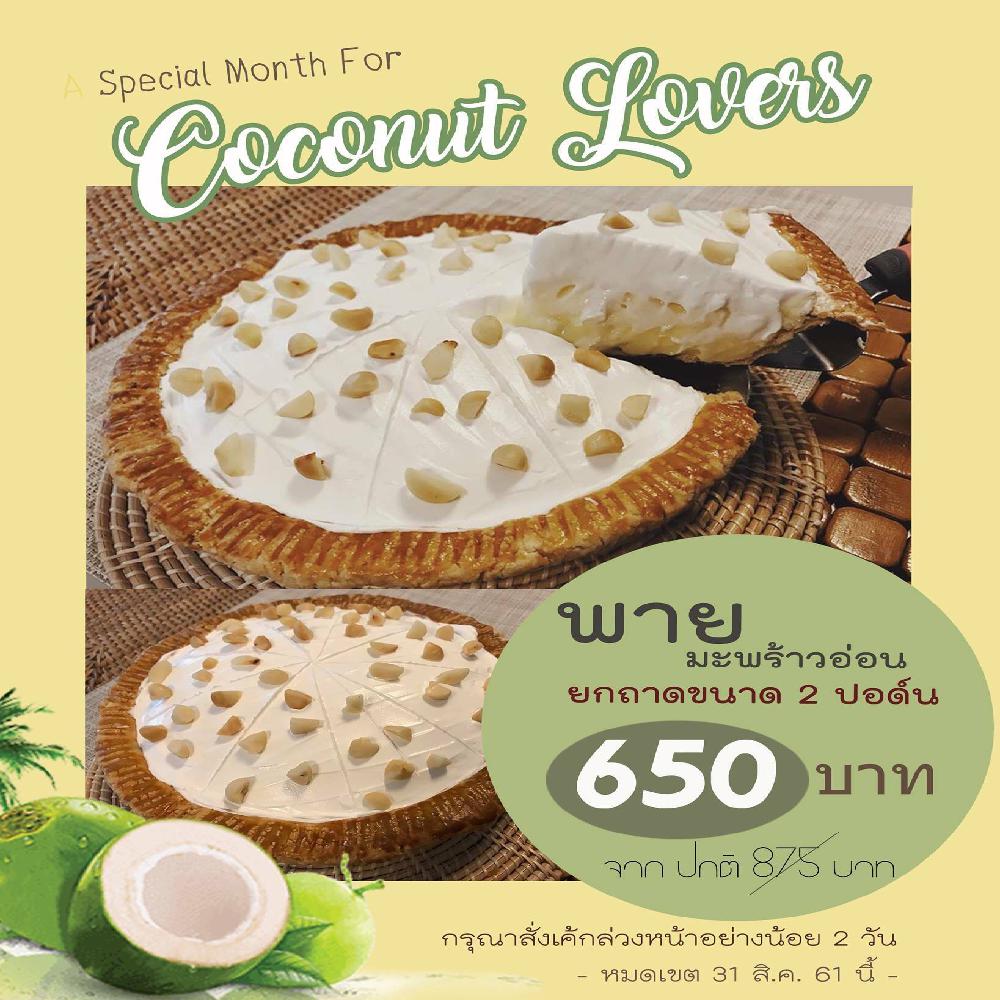 A Special Month For
Coconut Lovers
พาย
มะพร้าวอ่อน
ยกถาดขนาด 2 ปอด์น
650 บาท
จาก ปกติ 875 บาท
กรุณาสั่งเค้กล่วงหน้าอย่างน้อย 2 วัน
- หมดเขต 31 สิ.ค. 61 นี้ -